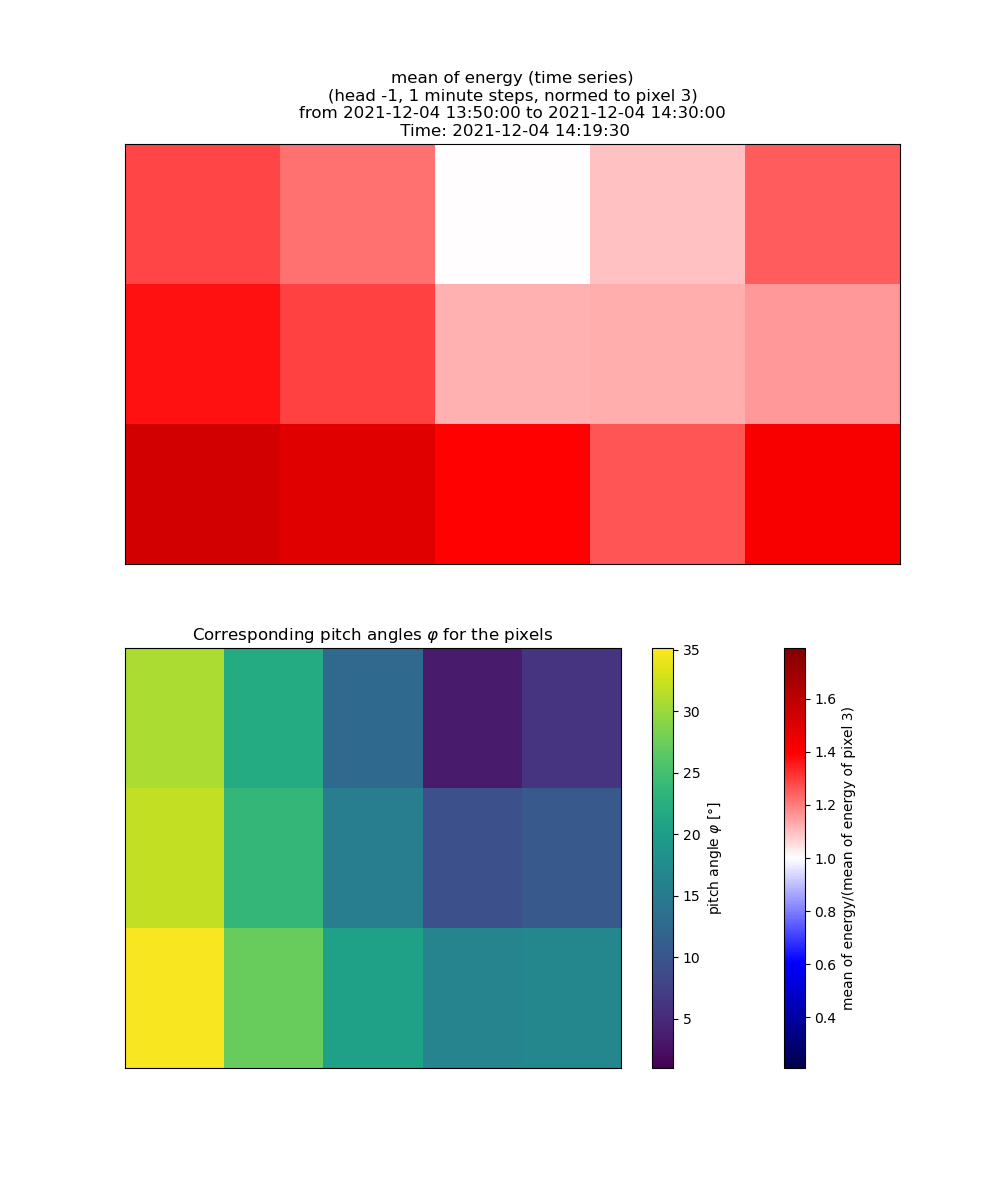 mean of energy (time series)
(head -1, 1 minute steps, normed to pixel 3)
from 2021-12-04 13:50:00 to 2021-12-04 14:30:00
Time: 2021-12-04 14:19:30
Corresponding pitch angles φ for the pixels
35
30
25
20
15
10
5
pitch angle φ [°]
1.6
1.4
1.2
1.0
0.8
0.6
0.4
mean of energy/(mean of energy of pixel 3)